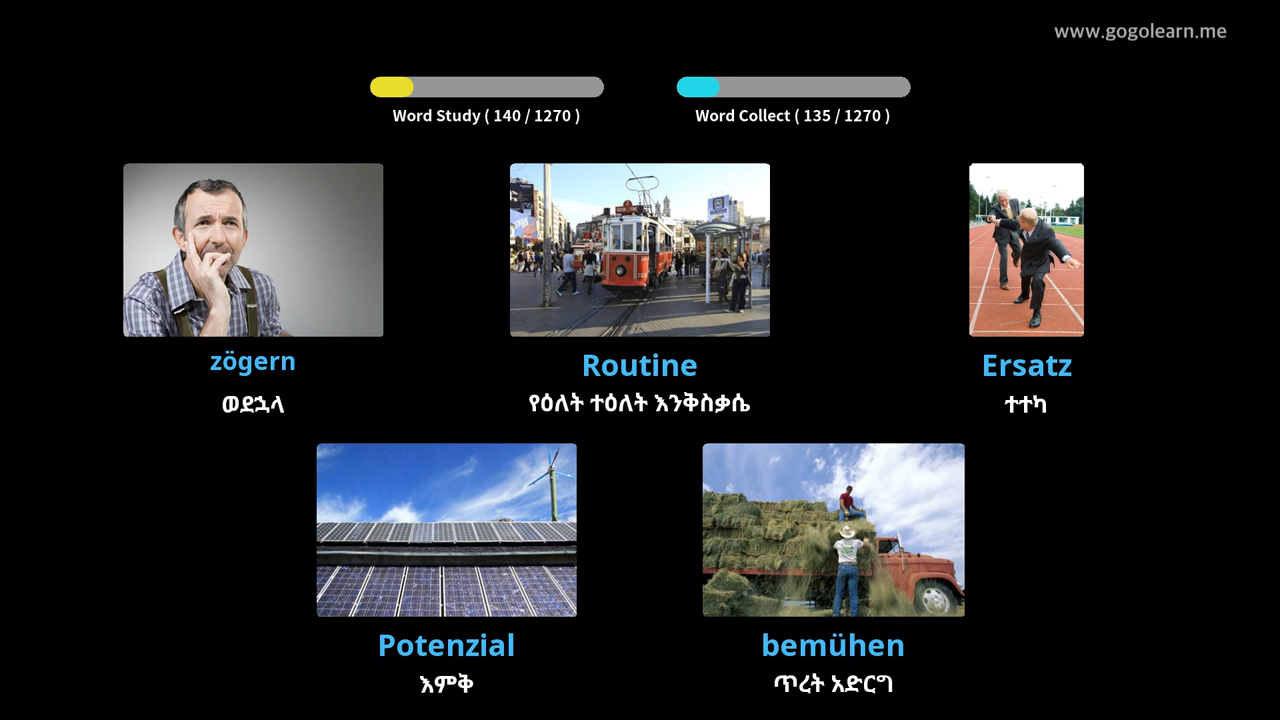 www.gogolearn.me
Word Study ( 140 / 1270 )
Word Collect ( 135 / 1270 )
zögern
ወደኋላ
Routine
የዕለት ተዕለት እንቅስቃሴ
Ersatz
ተተካ
Potenzial
እምቅ
bemühen
ጥረት አድርግ